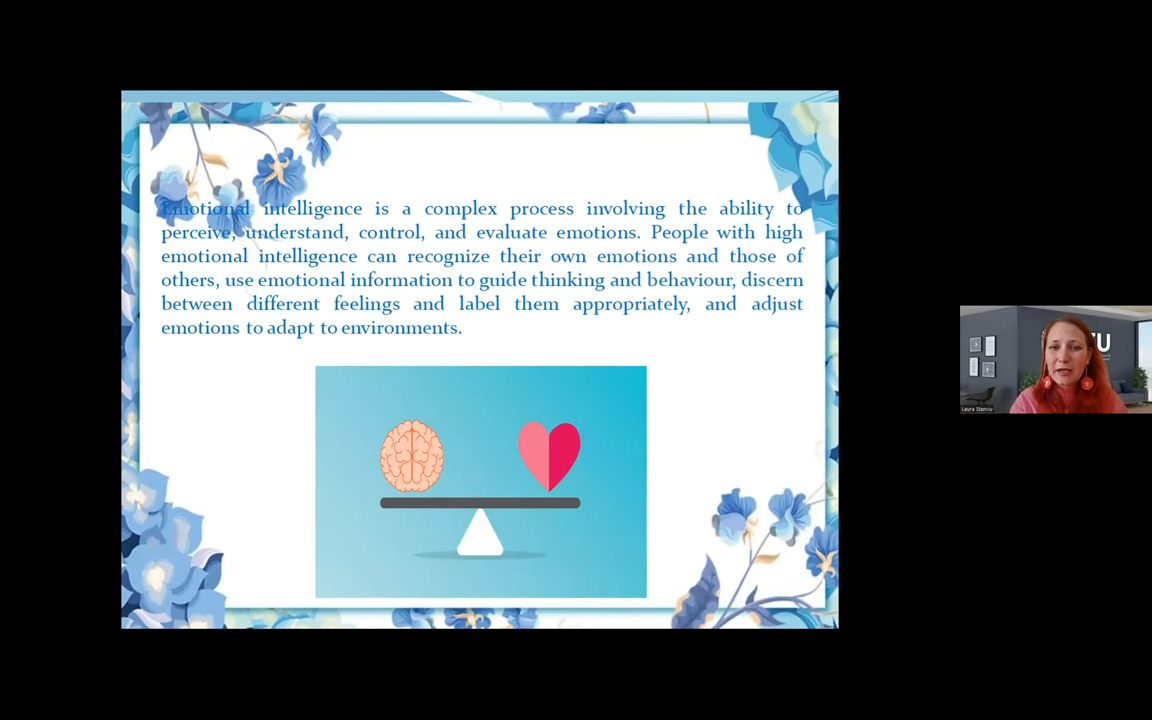 Emotional intelligence is a complex process involving the ability to
perceive, understand, control, and evaluate emotions. People with high
emotional intelligence can recognize their own emotions and those of
others, use emotional information to guide thinking and behaviour, discern
between different feelings and label them appropriately, and adjust
emotions to adapt to environments.
Laura Stanciu